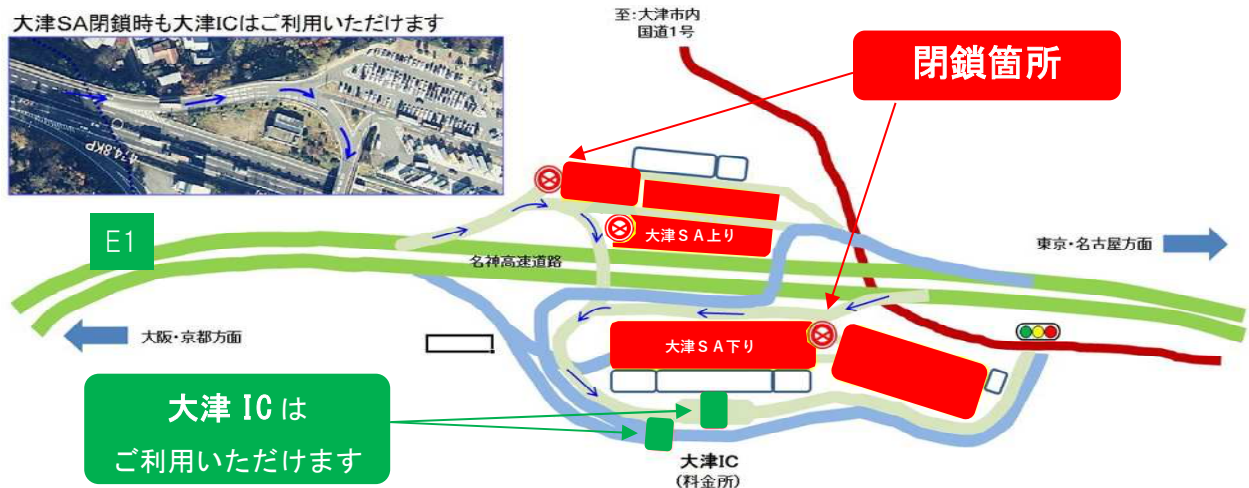 大津SA閉鎖時も大津ICはご利用いただけます
474.8KP
至:大津市内
国道1号
閉鎖箇所
E1
大津ＳＡ上り
名神高速道路
東京・名古屋方面
大阪・京都方面
大津ＳＡ下り
大津 IC は
ご利用いただけます
大津IC
(料金所)